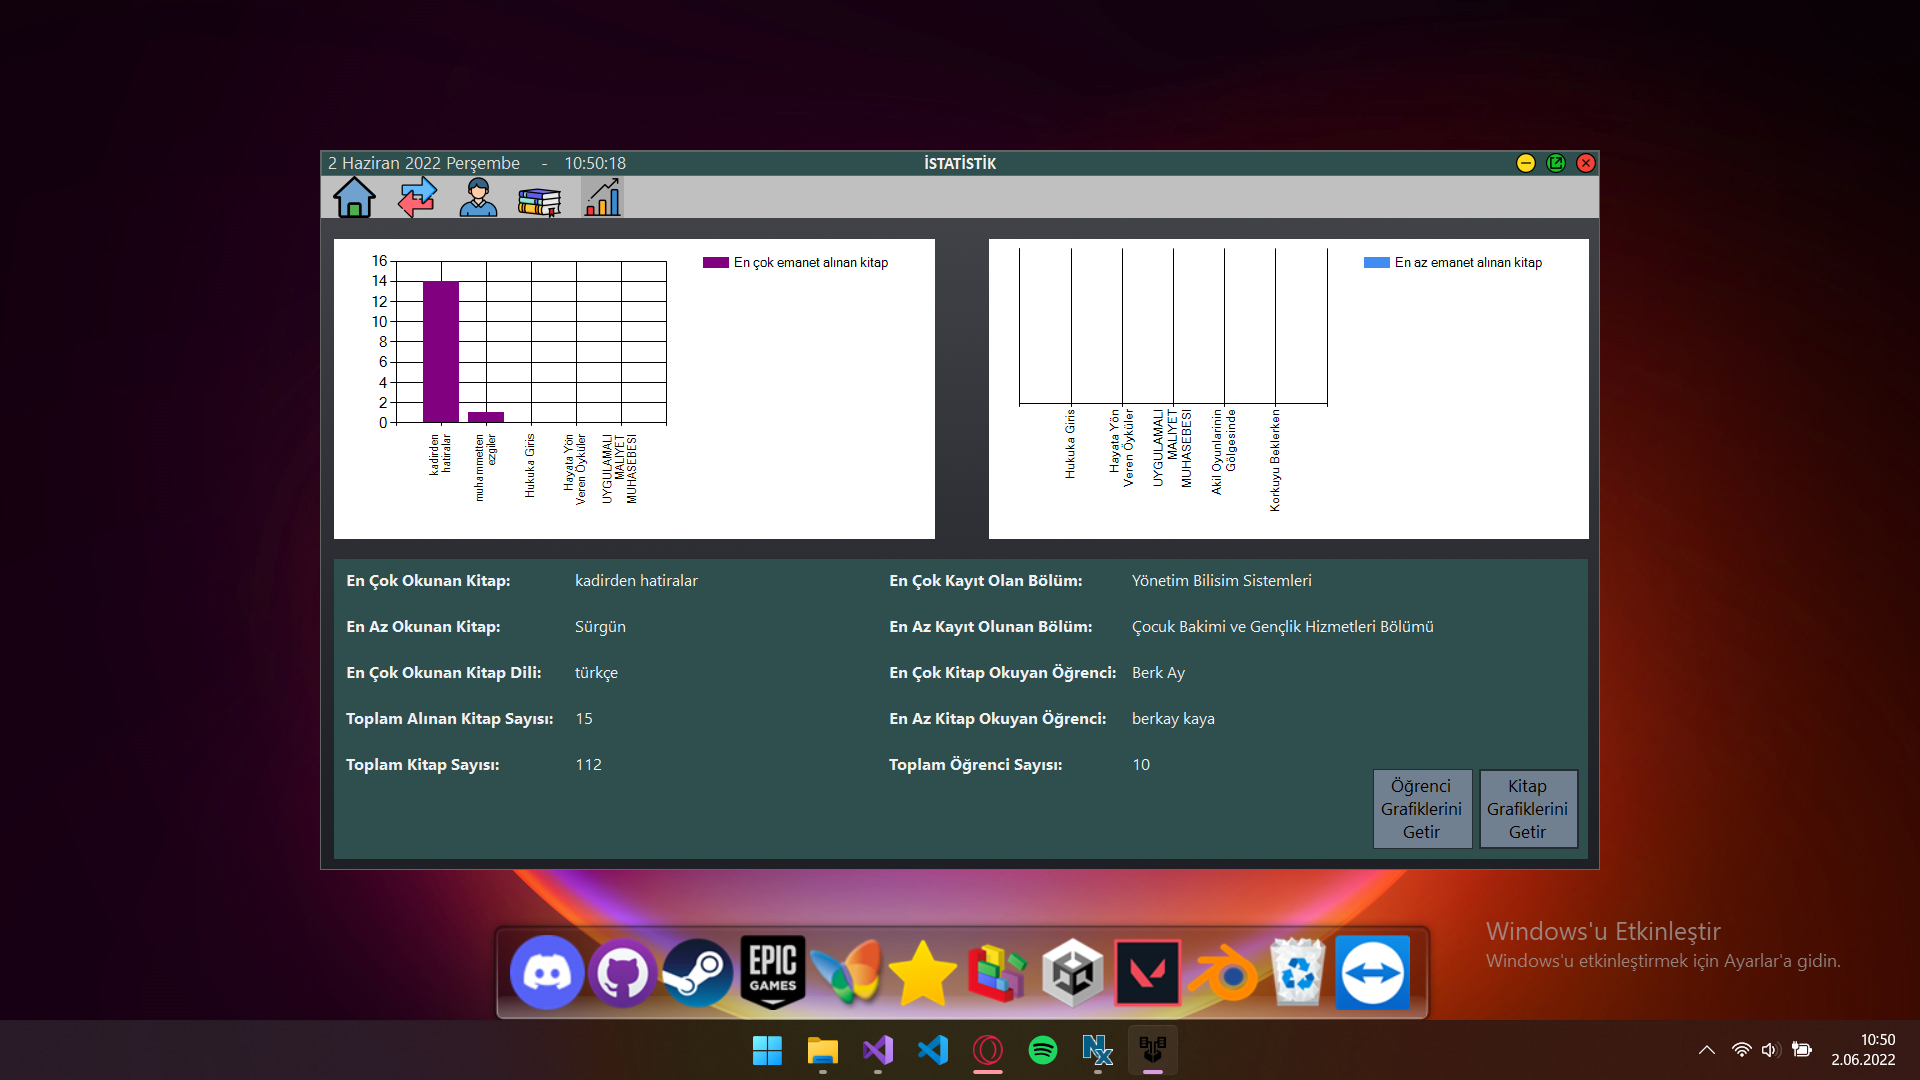 2 Haziran 2022 Perşembe - 10:50:18
İSTATİSTİK
16
14
12
10
8
6
4
2
0
kadirden
hatiralar
muhammetten
ezgiler
Hukuka Giris
Hayata Yön
Veren Öyküler
UYGULAMALI
MALIYET
MUHASEBESI
En çok emanet alınan kitap
Hukuka Giris
Hayata Yön
Veren Öyküler
UYGULAMALI
MALIYET
MUHASEBESI
Akil Oyunlarinin
Gölgesinde
Korkuyu Beklerken
En az emanet alınan kitap
En Çok Okunan Kitap: kadirden hatiralar
En Az Okunan Kitap: Sürgün
En Çok Okunan Kitap Dili: türkçe
Toplam Alınan Kitap Sayısı: 15
Toplam Kitap Sayısı: 112
En Çok Kayıt Olan Bölüm: Yönetim Bilisim Sistemleri
En Az Kayıt Olunan Bölüm: Çocuk Bakimi ve Gençlik Hizmetleri Bölümü
En Çok Kitap Okuyan Öğrenci: Berk Ay
En Az Kitap Okuyan Öğrenci: berkay kaya
Toplam Öğrenci Sayısı: 10
Öğrenci
Grafiklerini
Getir
Kitap
Grafiklerini
Getir
Windows'u Etkinleştir
Windows'u etkinleştirmek için Ayarlar'a gidin.
EPIC
GAMES
10:50
2.06.2022